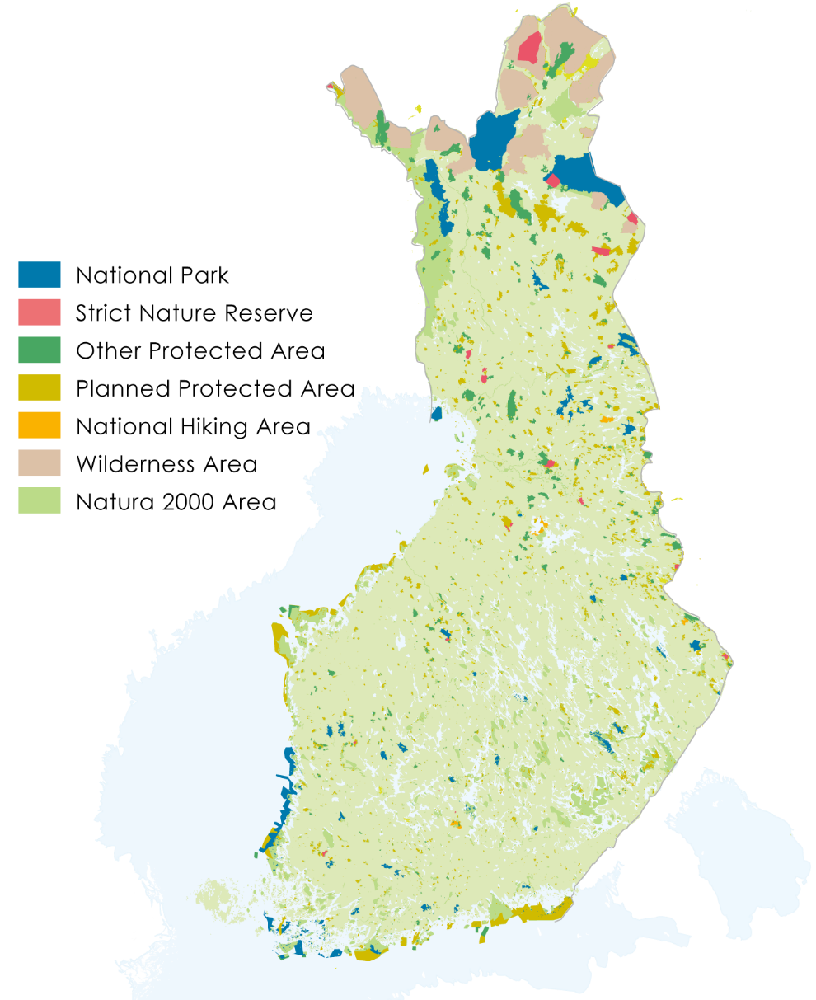 National Park
Strict Nature Reserve
Other Protected Area
Planned Protected Area
National Hiking Area
Wilderness Area
Natura 2000 Area